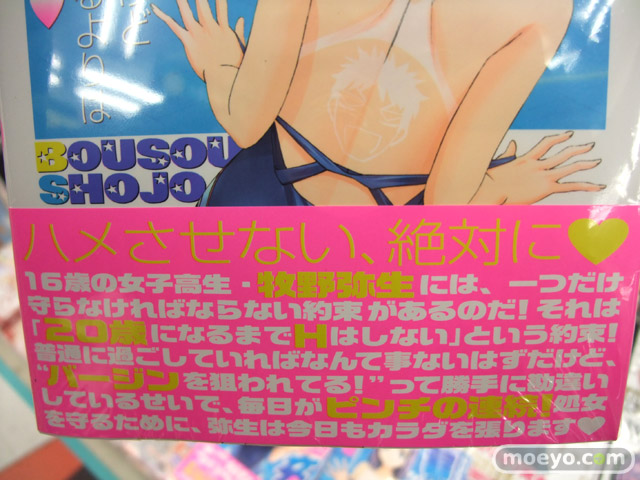 BOUSOU
SHOJO
ハメさせない、絶対に♥
16歳の女子高生・牧野弥生には、一つだけ
守らなければならない約束があるのだ!それは
「20歳になるまでHはしない」という約束!
普通に過ごしていればなんて事ないはずだけど、
“バージンを狙われてる!”って勝手に勘違い
しているせいで、毎日がピンチの連続!処女
を守るために、弥生は今日もカラダを張ります♥
moeyo.com